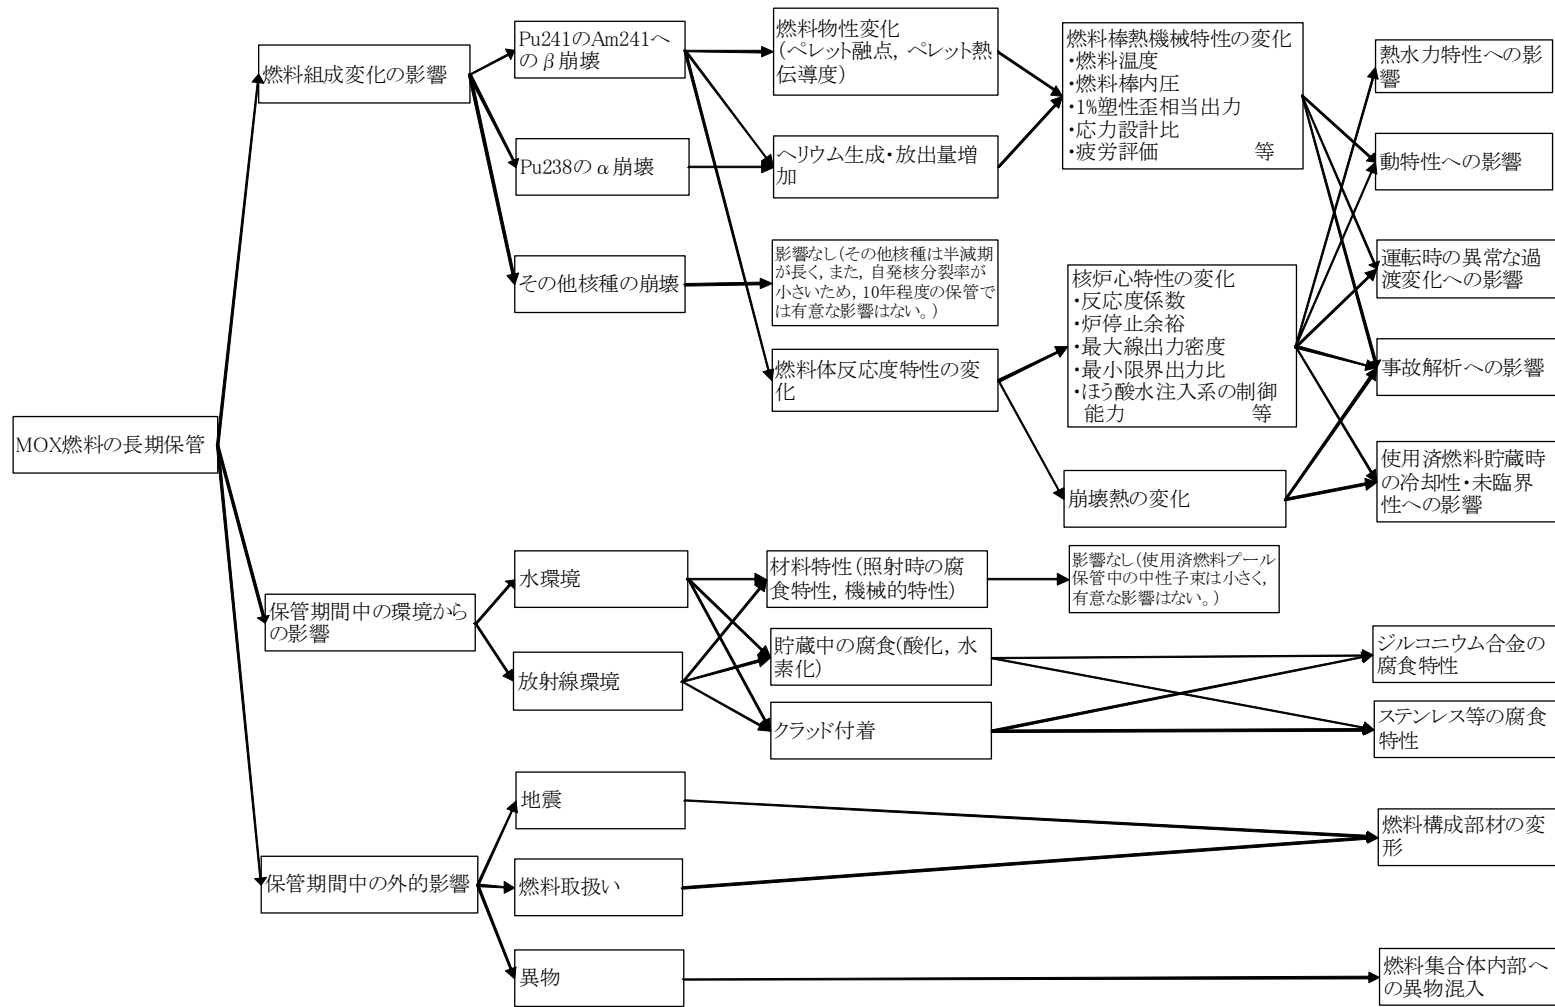 MOX燃料の長期保管
燃料組成変化の影響
Pu241のAm241へ
のβ崩壊
Pu238のα崩壊
その他核種の崩壊
燃料物性変化
(ペレット融点, ペレット熱
伝導度)
ヘリウム生成・放出量増
加
影響なし(その他核種は半減期
が長く, また, 自発核分裂率が
小さいため, 10年程度の保管で
は有意な影響はない。)
燃料体反応度特性の変
化
燃料棒熱機械特性の変化
・燃料温度
・燃料棒内圧
・1%塑性歪相当出力
・応力設計比
・疲労評価 等
核炉心特性の変化
・反応度係数
・炉停止余裕
・最大線出力密度
・最小限界出力比
・ほう酸水注入系の制御
能力 等
崩壊熱の変化
熱水力特性への影
響
動特性への影響
運転時の異常な過
渡変化への影響
事故解析への影響
使用済燃料貯蔵時
の冷却性・未臨界
性への影響
保管期間中の環境から
の影響
水環境
放射線環境
材料特性(照射時の腐
食特性, 機械的特性)
貯蔵中の腐食(酸化, 水
素化)
クラッド付着
影響なし(使用済燃料プール
保管中の中性子束は小さく,
有意な影響はない。)
ジルコニウム合金の
腐食特性
ステンレス等の腐食
特性
保管期間中の外的影響
地震
燃料取扱い
異物
燃料構成部材の変
形
燃料集合体内部へ
の異物混入